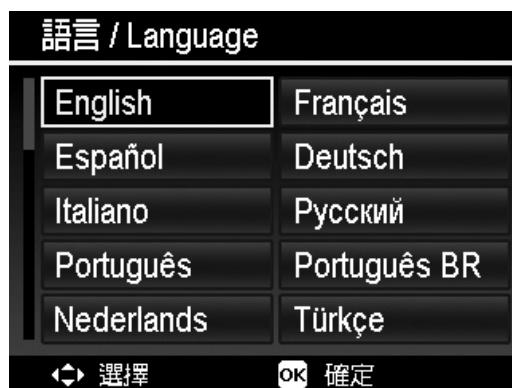 語言 / Language
English Français
Español Deutsch
Italiano Русский
Português Português BR
Nederlands Türkçe
選擇 OK 確定